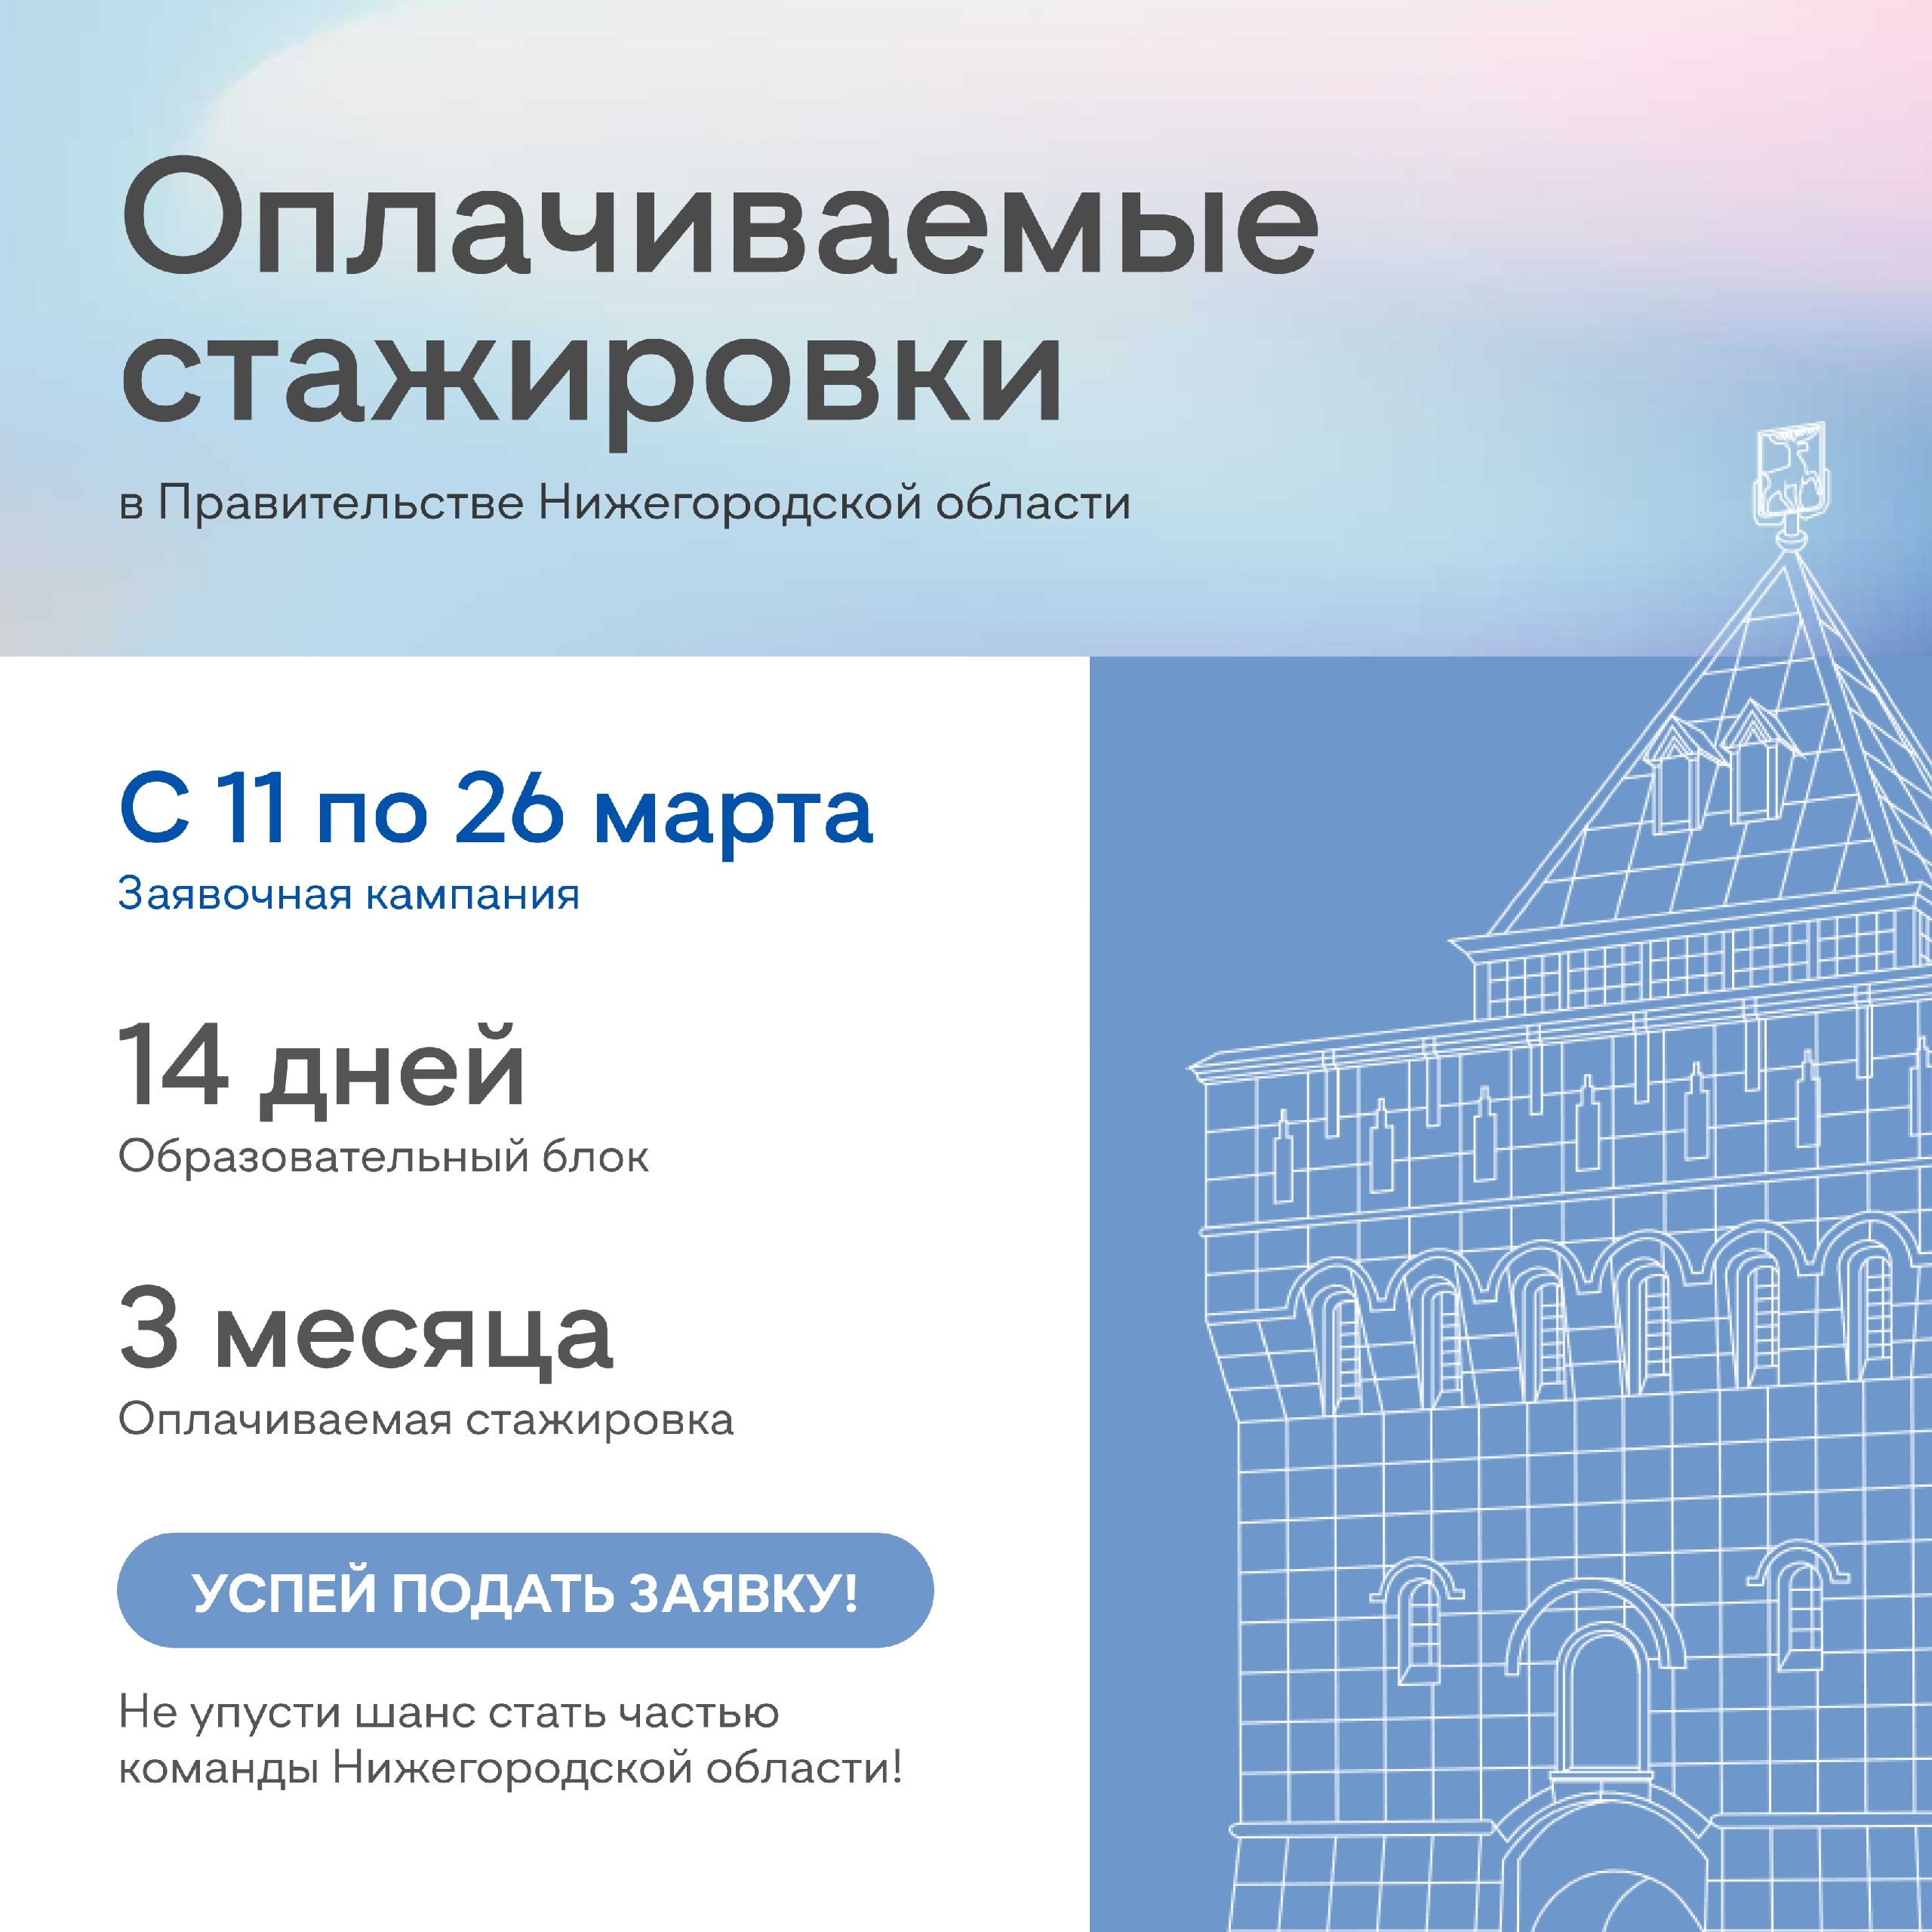 Оплачиваемые
стажировки
в Правительстве Нижегородской области
С 11 по 26 марта
Заявочная кампания
14 дней
Образовательный блок
3 месяца
Оплачиваемая стажировка
УСПЕЙ ПОДАТЬ ЗАЯВКУ!
Не упусти шанс стать частью
команды Нижегородской области!